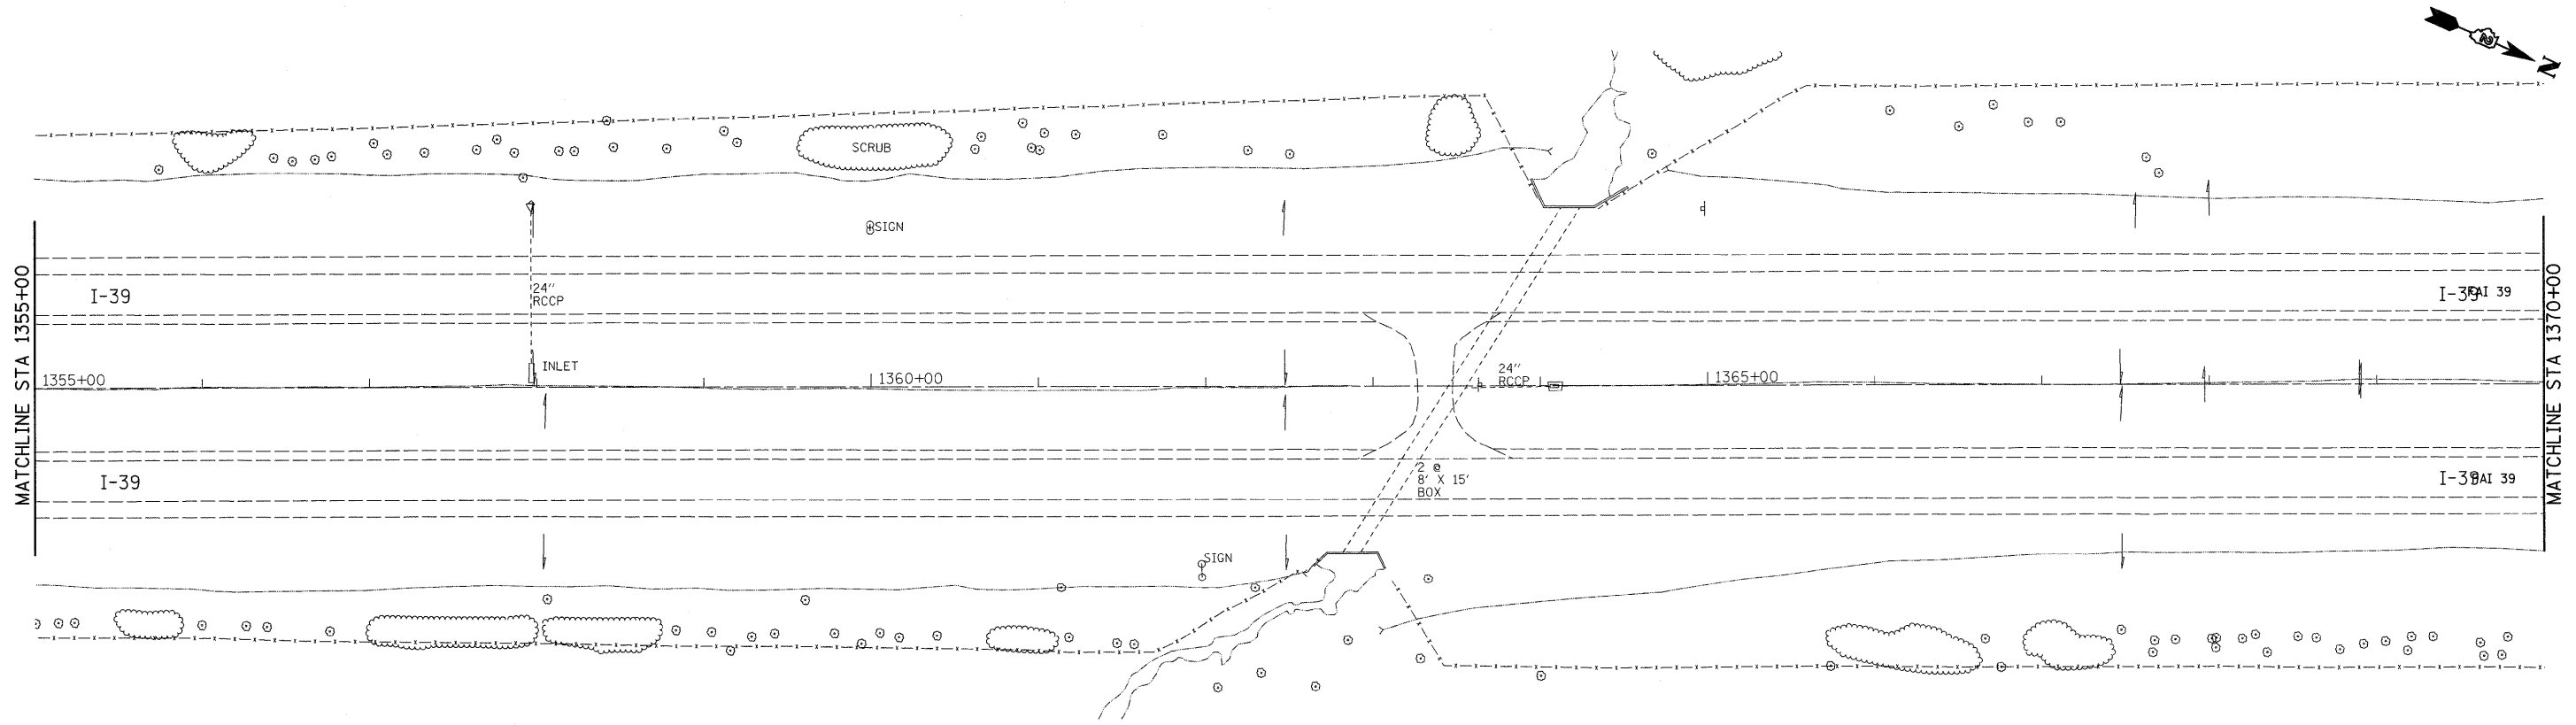 N
SCRUB
SIGN
MATCHLINE STA 1355+00
I-39
24"
RCCP
I-39
FAI 39
MATCHLINE STA 1370+00
INLET
1355+00
1360+00
24"
RCCP
1365+00
2 @
8' X 15'
BOX
I-39
I-39
FAI 39
SIGN